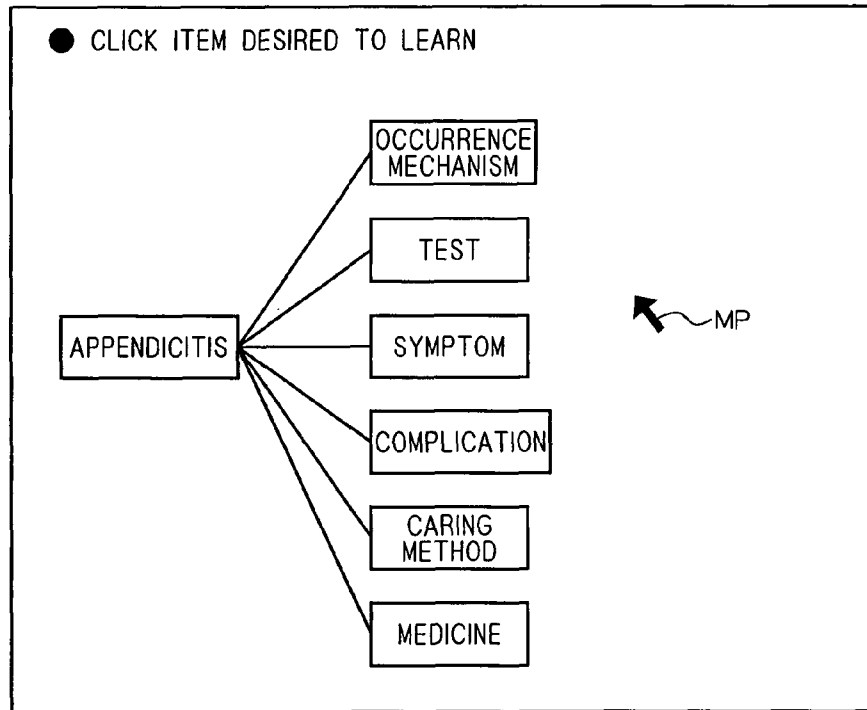 ● CLICK ITEM DESIRED TO LEARN
OCCURRENCE
MECHANISM
TEST
MP
APPENDICITIS
SYMPTOM
COMPLICATION
CARING
METHOD
MEDICINE